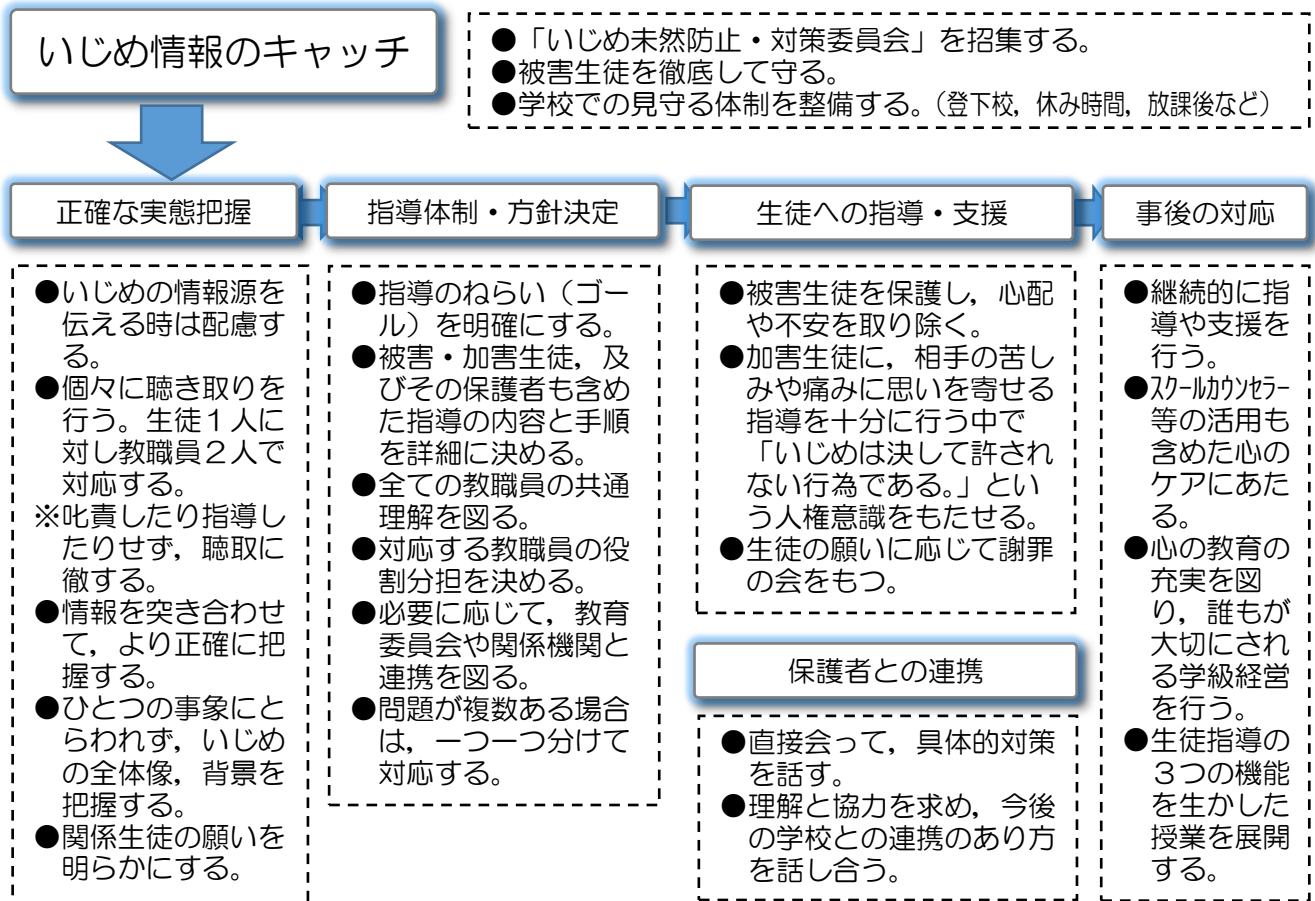 いじめ情報のキャッチ
●「いじめ未然防止・対策委員会」を招集する。
●被害生徒を徹底して守る。
●学校での見守る体制を整備する。(登下校，休み時間，放課後など)
正確な実態把握
●いじめの情報源を
伝える時は配慮す
る。
●個々に聴き取りを
行う。生徒１人に
対し教職員２人で
対応する。
※叱責したり指導し
たりせず，聴取に
徹する。
●情報を突き合わせ
て，より正確に把
握する。
●ひとつの事象にと
らわれず，いじめ
の全体像，背景を
把握する。
●関係生徒の願いを
明らかにする。
指導体制・方針決定
●指導のねらい（ゴー
ル）を明確にする。
●被害・加害生徒，及
びその保護者も含め
た指導の内容と手順
を詳細に決める。
●全ての教職員の共通
理解を図る。
●対応する教職員の役
割分担を決める。
●必要に応じて，教育
委員会や関係機関と
連携を図る。
●問題が複数ある場合
は，一つ一つ分けて
対応する。
生徒への指導・支援
●被害生徒を保護し，心配
や不安を取り除く。
●加害生徒に，相手の苦し
みや痛みに思いを寄せる
指導を十分に行う中で
「いじめは決して許され
ない行為である。」とい
う人権意識をもたせる。
●生徒の願いに応じて謝罪
の会をもつ。
保護者との連携
●直接会って，具体的対策
を話す。
●理解と協力を求め，今後
の学校との連携のあり方
を話し合う。
事後の対応
●継続的に指
導や支援を
行う。
●ｽｸｰﾙｶｳﾝｾﾗｰ
等の活用も
含めた心の
ケアにあた
る。
●心の教育の
充実を図
り，誰もが
大切にされ
る学級経営
を行う。
●生徒指導の
３つの機能
を生かした
授業を展開
する。